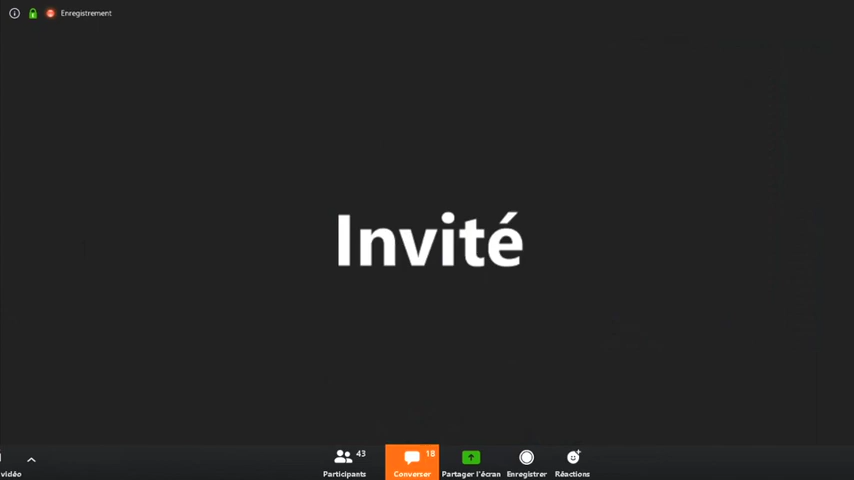 Enregistrement
Invité
vidéo
43
Participants
18
Converser
Partager l'écran
Enregistrer
Réactions